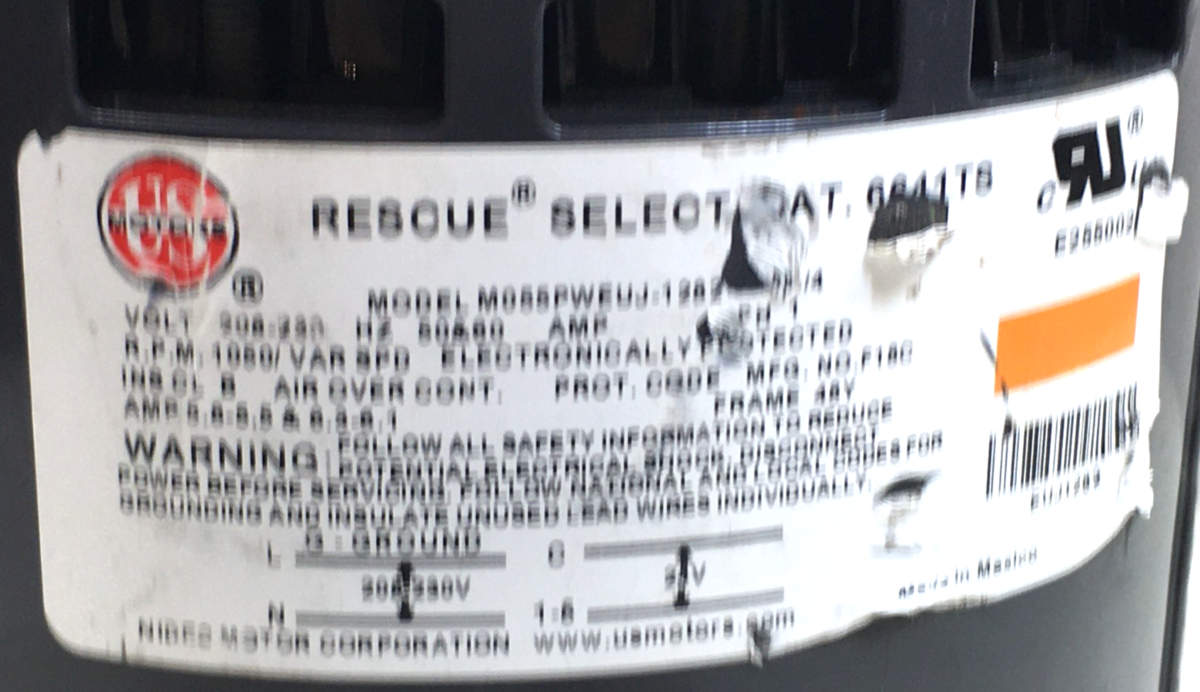 US
MOTORS
®
RESCUE® SELECT CAT. 6641TS
MODEL
VOLT 208-230 HZ 50&60 AMP PH 1
R.P.M. 1050/VAR SPD ELECTRONICALLY PROTECTED
INS CL B AIR OVER CONT. PROT. CODE MFG. NO.
FRAME 48Y
AMP
WARNING: FOLLOW ALL SAFETY INFORMATION TO REDUCE
POTENTIAL ELECTRICAL SHOCK. DISCONNECT
POWER BEFORE SERVICING. FOLLOW NATIONAL AND LOCAL CODES FOR
GROUNDING AND INSULATE UNUSED LEAD WIRES INDIVIDUALLY.
G - GROUND
L C
208-230V
N 1-5
NIDEC MOTOR CORPORATION www.usmotors.com
Made in Mexico